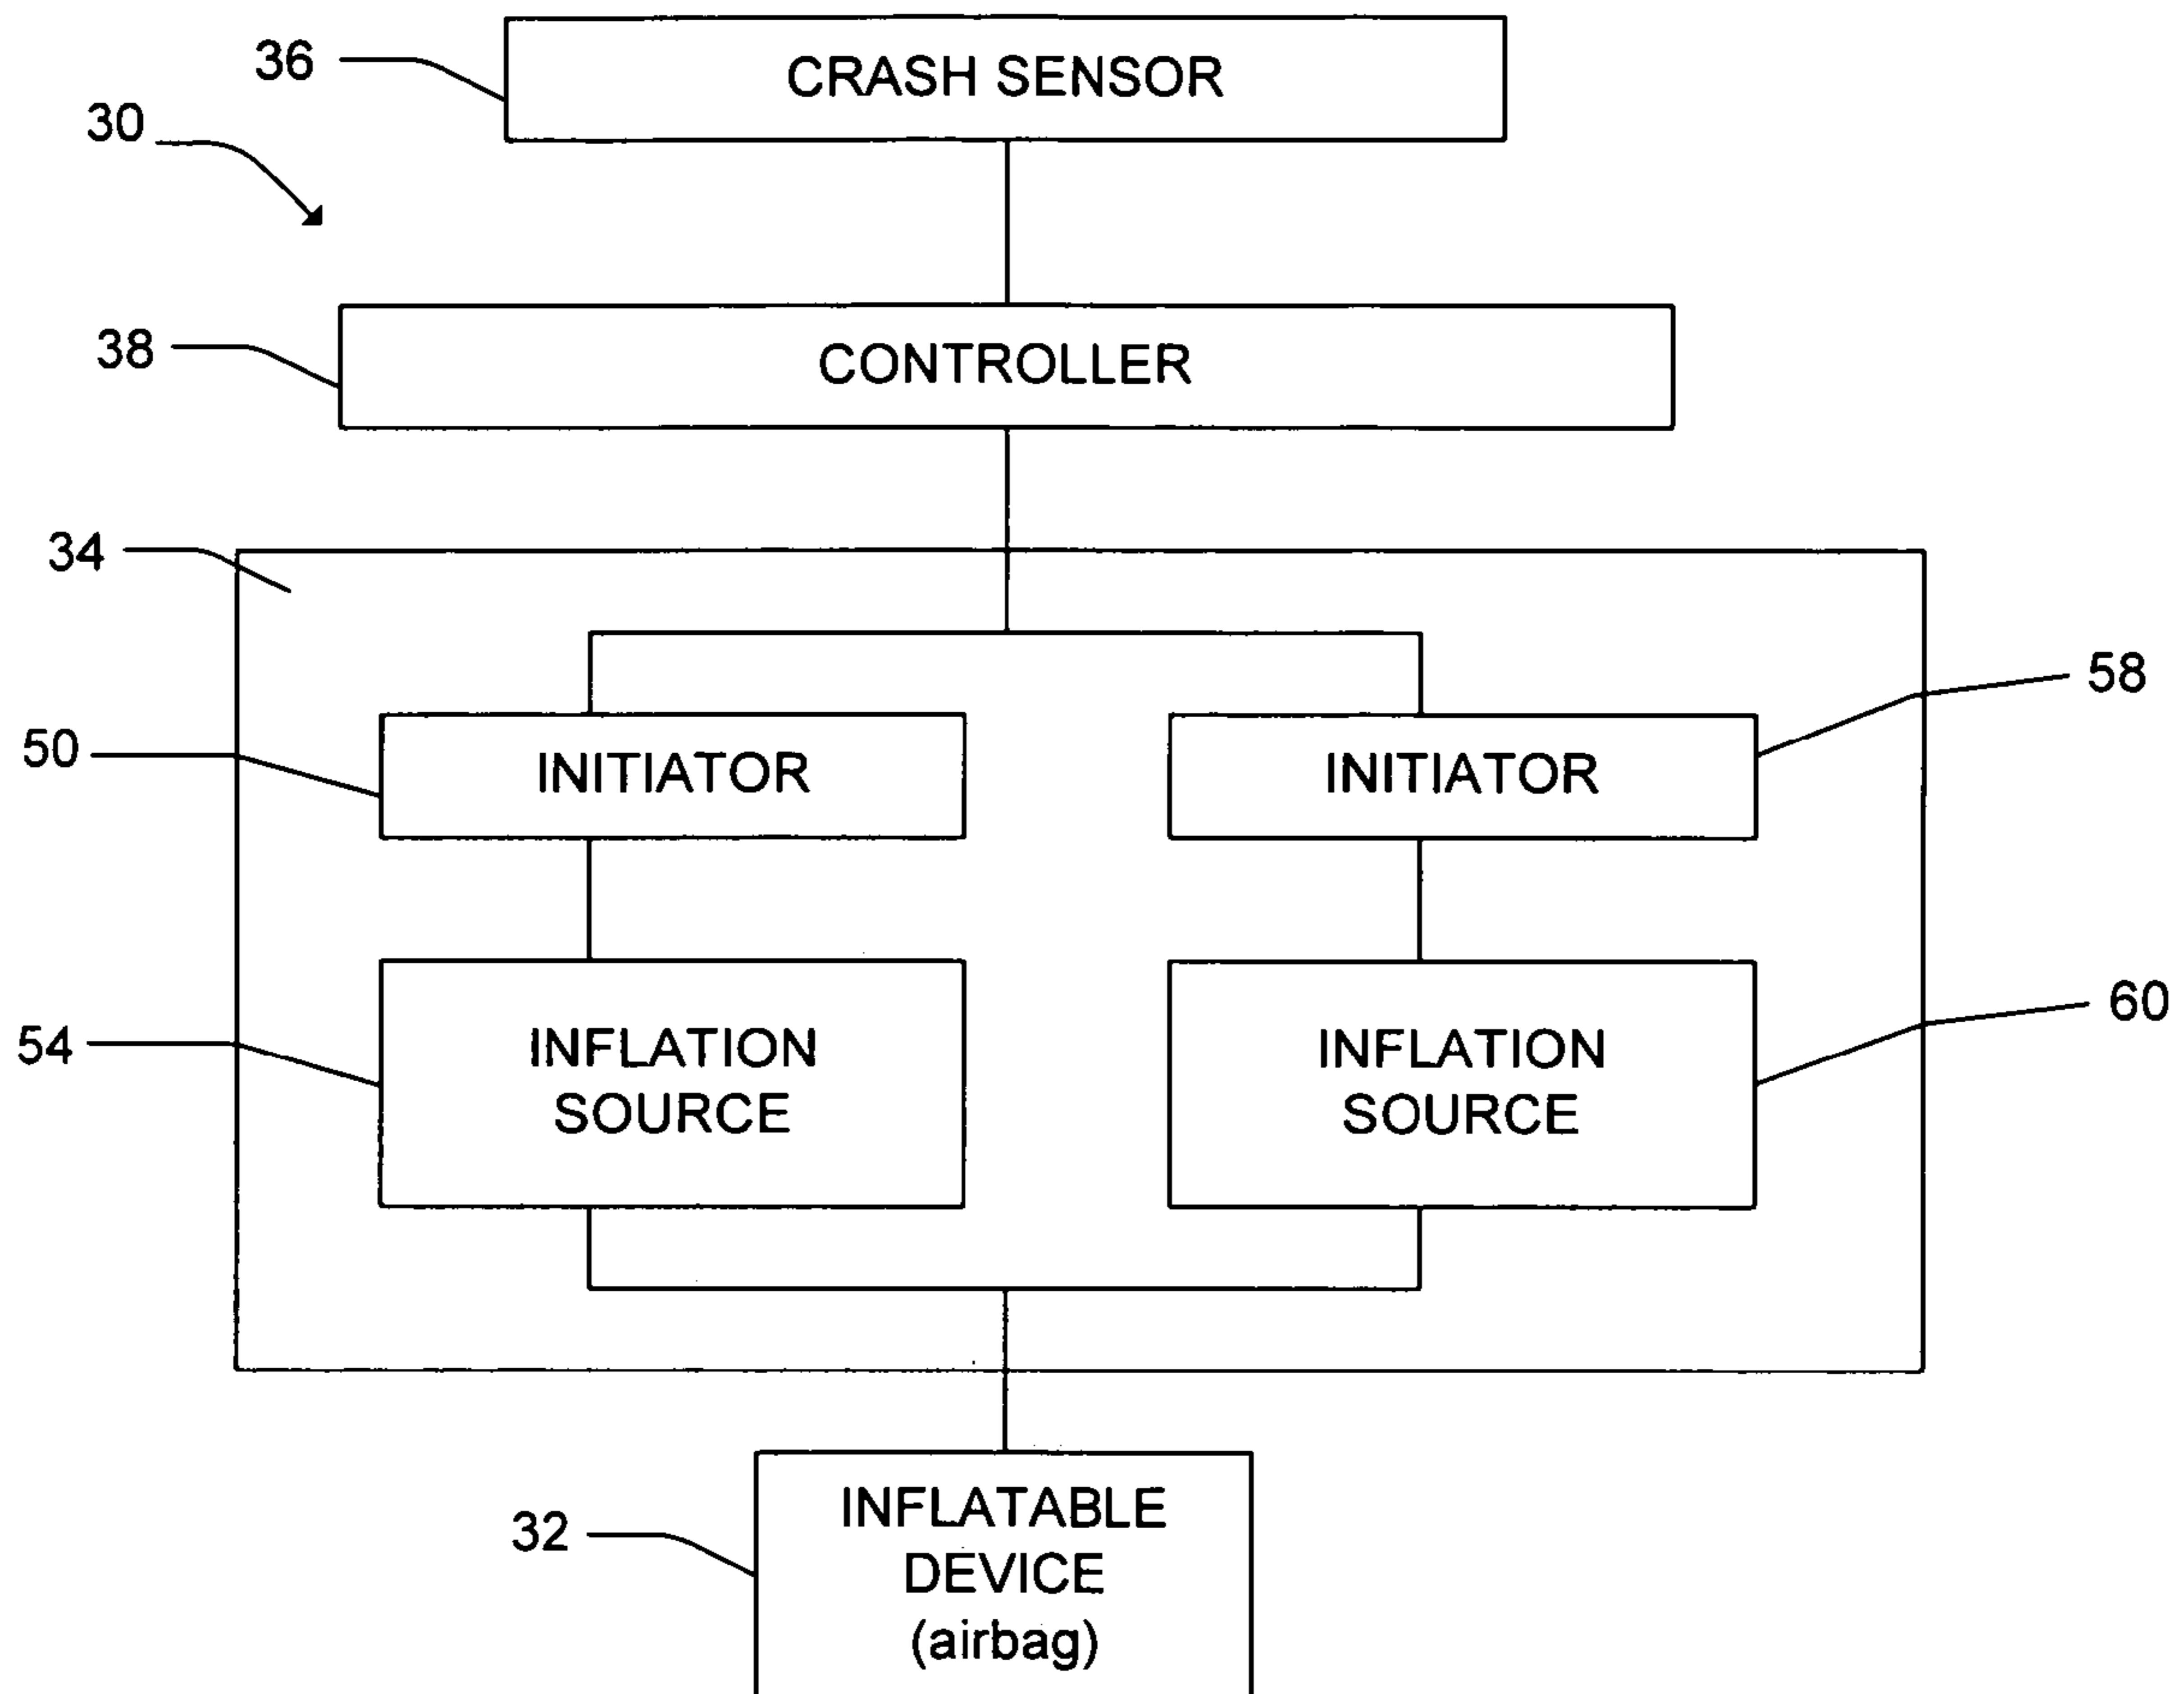 36
CRASH SENSOR
30
38
CONTROLLER
34
58
50
INITIATOR
INITIATOR
60
54
INFLATION
SOURCE
INFLATION
SOURCE
32
INFLATABLE
DEVICE
(airbag)